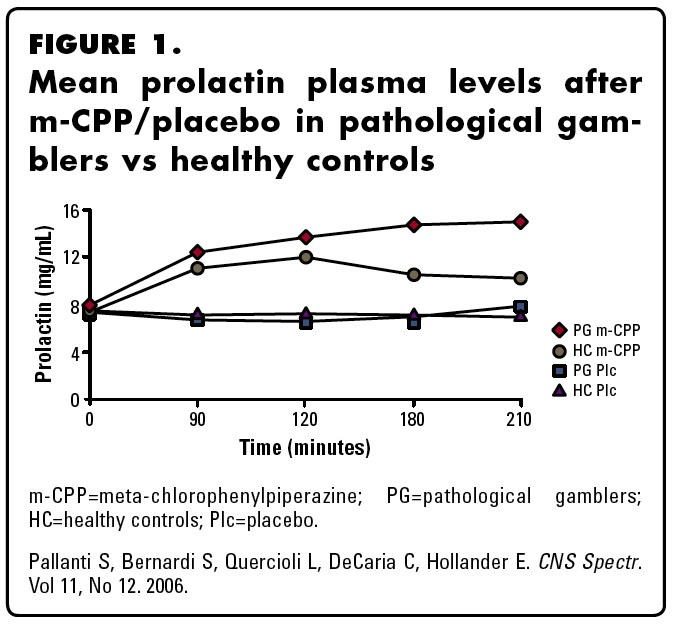 FIGURE 1.
Mean prolactin plasma levels after
m-CPP/placebo in pathological gam-
blers vs healthy controls
16
12
8
4
0
Prolactin (mg/mL)
0 90 120 180 210
Time (minutes)
PG m-CPP
HC m-CPP
PG Plc
HC Plc
m-CPP=meta-chlorophenylpiperazine; PG=pathological gamblers;
HC=healthy controls; Plc=placebo.
Pallanti S, Bernardi S, Quercioli L, DeCaria C, Hollander E. CNS Spectr.
Vol 11, No 12. 2006.